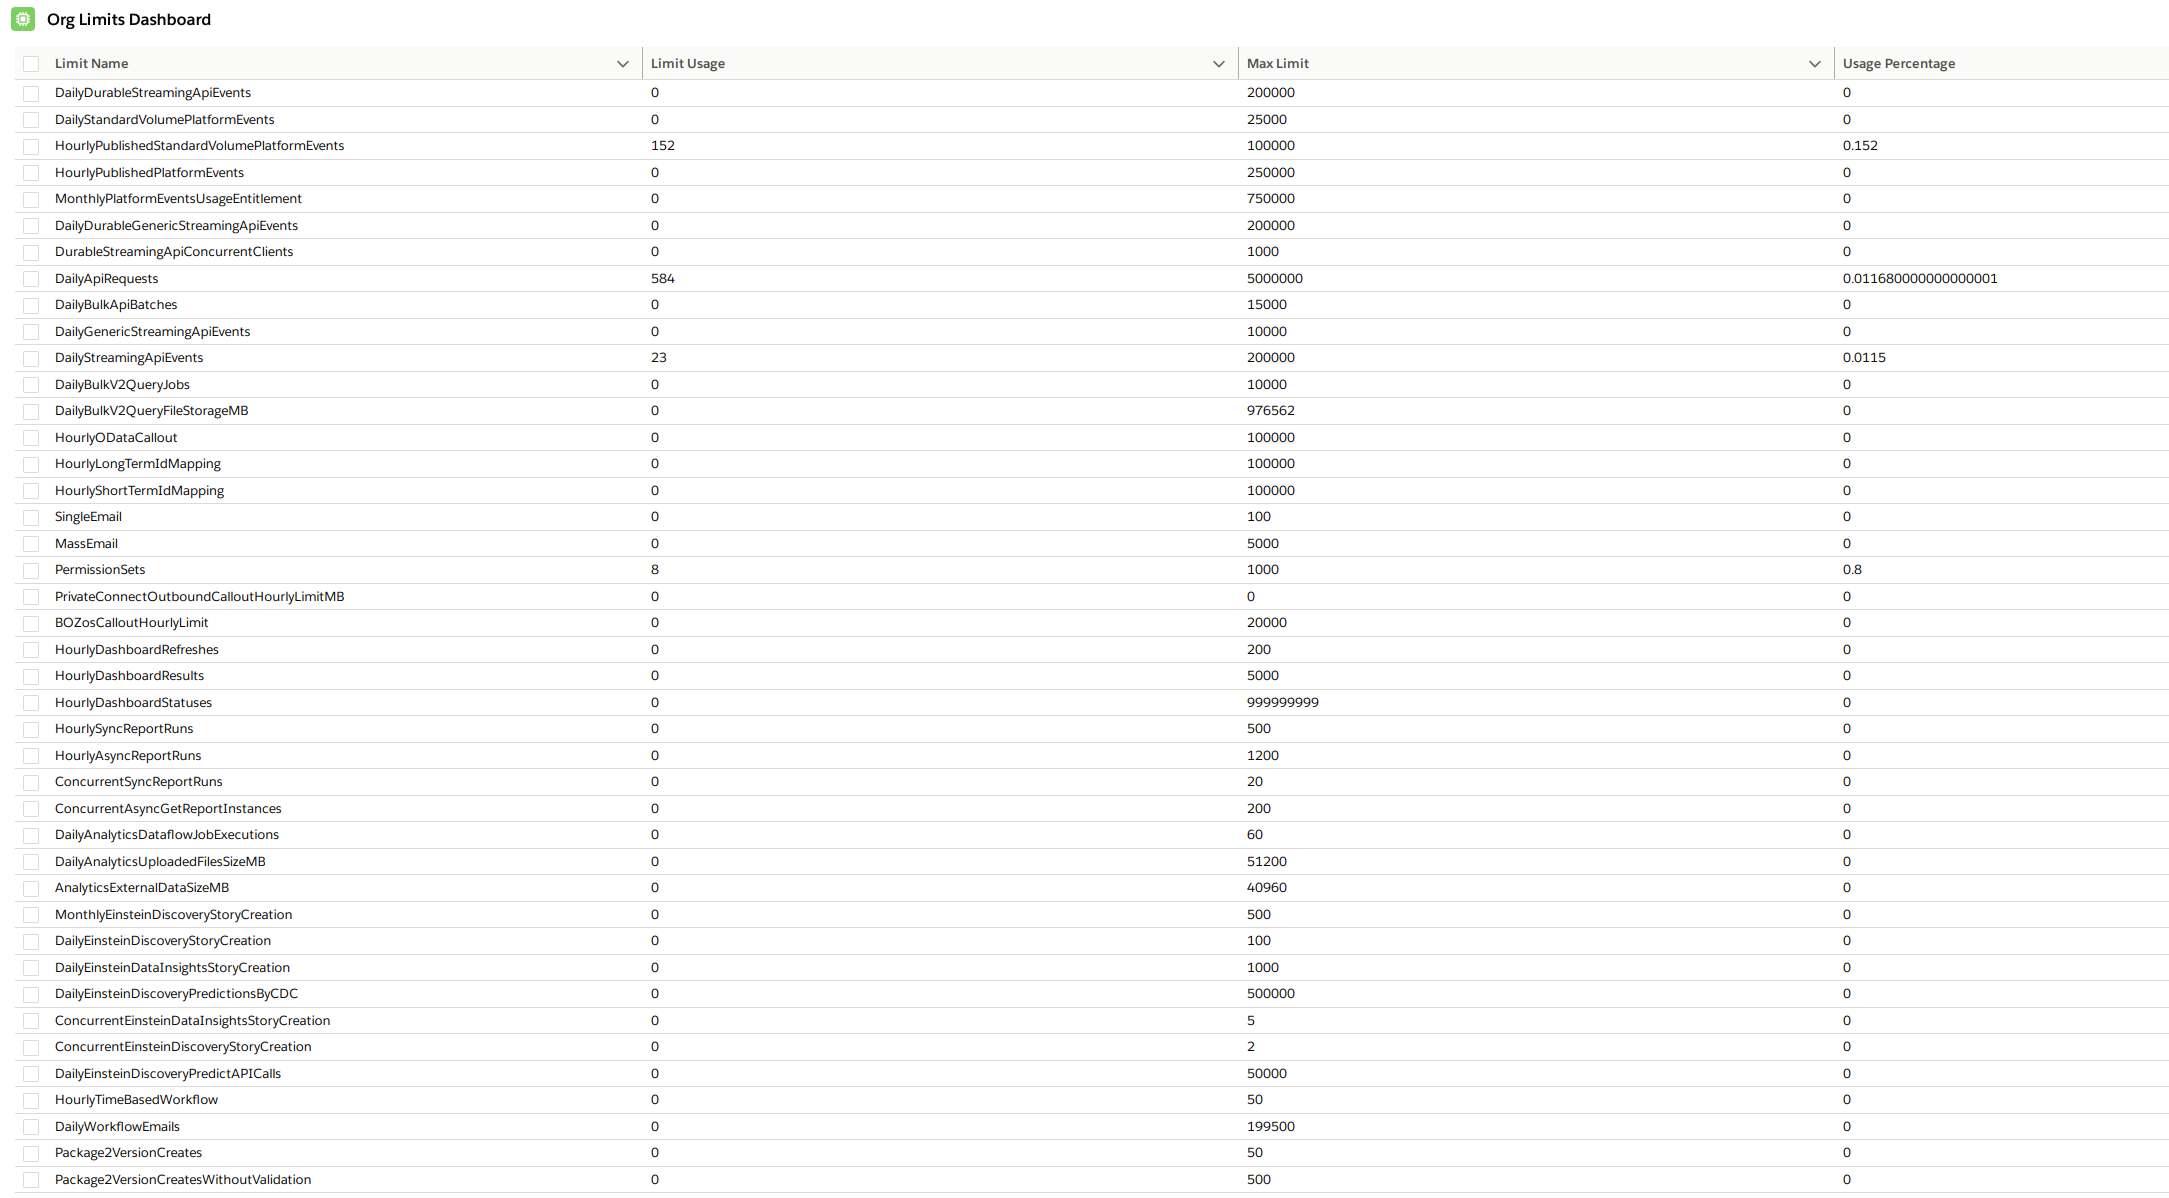 Org Limits Dashboard
Limit Name Limit Usage Max Limit Usage Percentage
DailyDurableStreamingApiEvents 0 200000 0
DailyStandardVolumePlatformEvents 0 25000 0
HourlyPublishedStandardVolumePlatformEvents 152 100000 0.152
HourlyPublishedPlatformEvents 0 250000 0
MonthlyPlatformEventsUsageEntitlement 0 750000 0
DailyDurableGenericStreamingApiEvents 0 200000 0
DurableStreamingApiConcurrentClients 0 1000 0
DailyApiRequests 584 5000000 0.011680000000000001
DailyBulkApiBatches 0 15000 0
DailyGenericStreamingApiEvents 0 10000 0
DailyStreamingApiEvents 23 200000 0.0115
DailyBulkV2QueryJobs 0 10000 0
DailyBulkV2QueryFileStorageMB 0 976562 0
HourlyODataCallout 0 100000 0
HourlyLongTermIdMapping 0 100000 0
HourlyShortTermIdMapping 0 100000 0
SingleEmail 0 100 0
MassEmail 0 5000 0
PermissionSets 8 1000 0.8
PrivateConnectOutboundCalloutHourlyLimitMB 0 0 0
BOZosCalloutHourlyLimit 0 20000 0
HourlyDashboardRefreshes 0 200 0
HourlyDashboardResults 0 5000 0
HourlyDashboardStatuses 0 999999999 0
HourlySyncReportRuns 0 500 0
HourlyAsyncReportRuns 0 1200 0
ConcurrentSyncReportRuns 0 20 0
ConcurrentAsyncGetReportInstances 0 200 0
DailyAnalyticsDataflowJobExecutions 0 60 0
DailyAnalyticsUploadedFilesSizeMB 0 51200 0
AnalyticsExternalDataSizeMB 0 40960 0
MonthlyEinsteinDiscoveryStoryCreation 0 500 0
DailyEinsteinDiscoveryStoryCreation 0 100 0
DailyEinsteinDataInsightsStoryCreation 0 1000 0
DailyEinsteinDiscoveryPredictionsByCDC 0 500000 0
ConcurrentEinsteinDataInsightsStoryCreation 0 5 0
ConcurrentEinsteinDiscoveryStoryCreation 0 2 0
DailyEinsteinDiscoveryPredictAPICalls 0 50000 0
HourlyTimeBasedWorkflow 0 50 0
DailyWorkflowEmails 0 199500 0
Package2VersionCreates 0 50 0
Package2VersionCreatesWithoutValidation 0 500 0